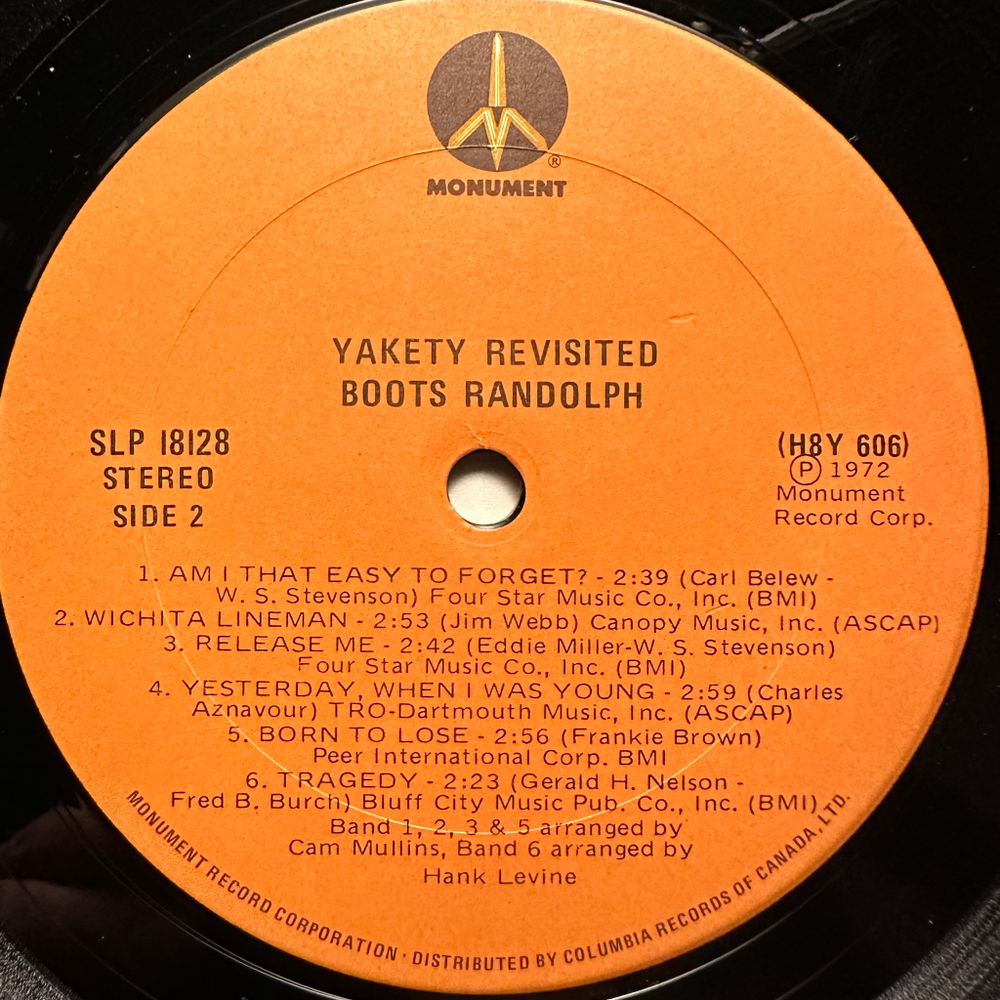 ®
MONUMENT
YAKETY REVISITED
BOOTS RANDOLPH
SLP 18128
STEREO
SIDE 2
(H8Y 606)
Ⓟ 1972
Monument
Record Corp.
1. AM I THAT EASY TO FORGET? - 2:39 (Carl Belew -
W. S. Stevenson) Four Star Music Co., Inc. (BMI)
2. WICHITA LINEMAN - 2:53 (Jim Webb) Canopy Music, Inc. (ASCAP)
3. RELEASE ME - 2:42 (Eddie Miller-W. S. Stevenson)
Four Star Music Co., Inc. (BMI)
4. YESTERDAY, WHEN I WAS YOUNG - 2:59 (Charles
Aznavour) TRO-Dartmouth Music, Inc. (ASCAP)
5. BORN TO LOSE - 2:56 (Frankie Brown)
Peer International Corp. BMI
6. TRAGEDY - 2:23 (Gerald H. Nelson -
Fred B. Burch) Bluff City Music Pub. Co., Inc. (BMI)
Band 1, 2, 3 & 5 arranged by
Cam Mullins, Band 6 arranged by
Hank Levine
MONUMENT RECORD CORPORATION · DISTRIBUTED BY COLUMBIA RECORDS OF CANADA, LTD.